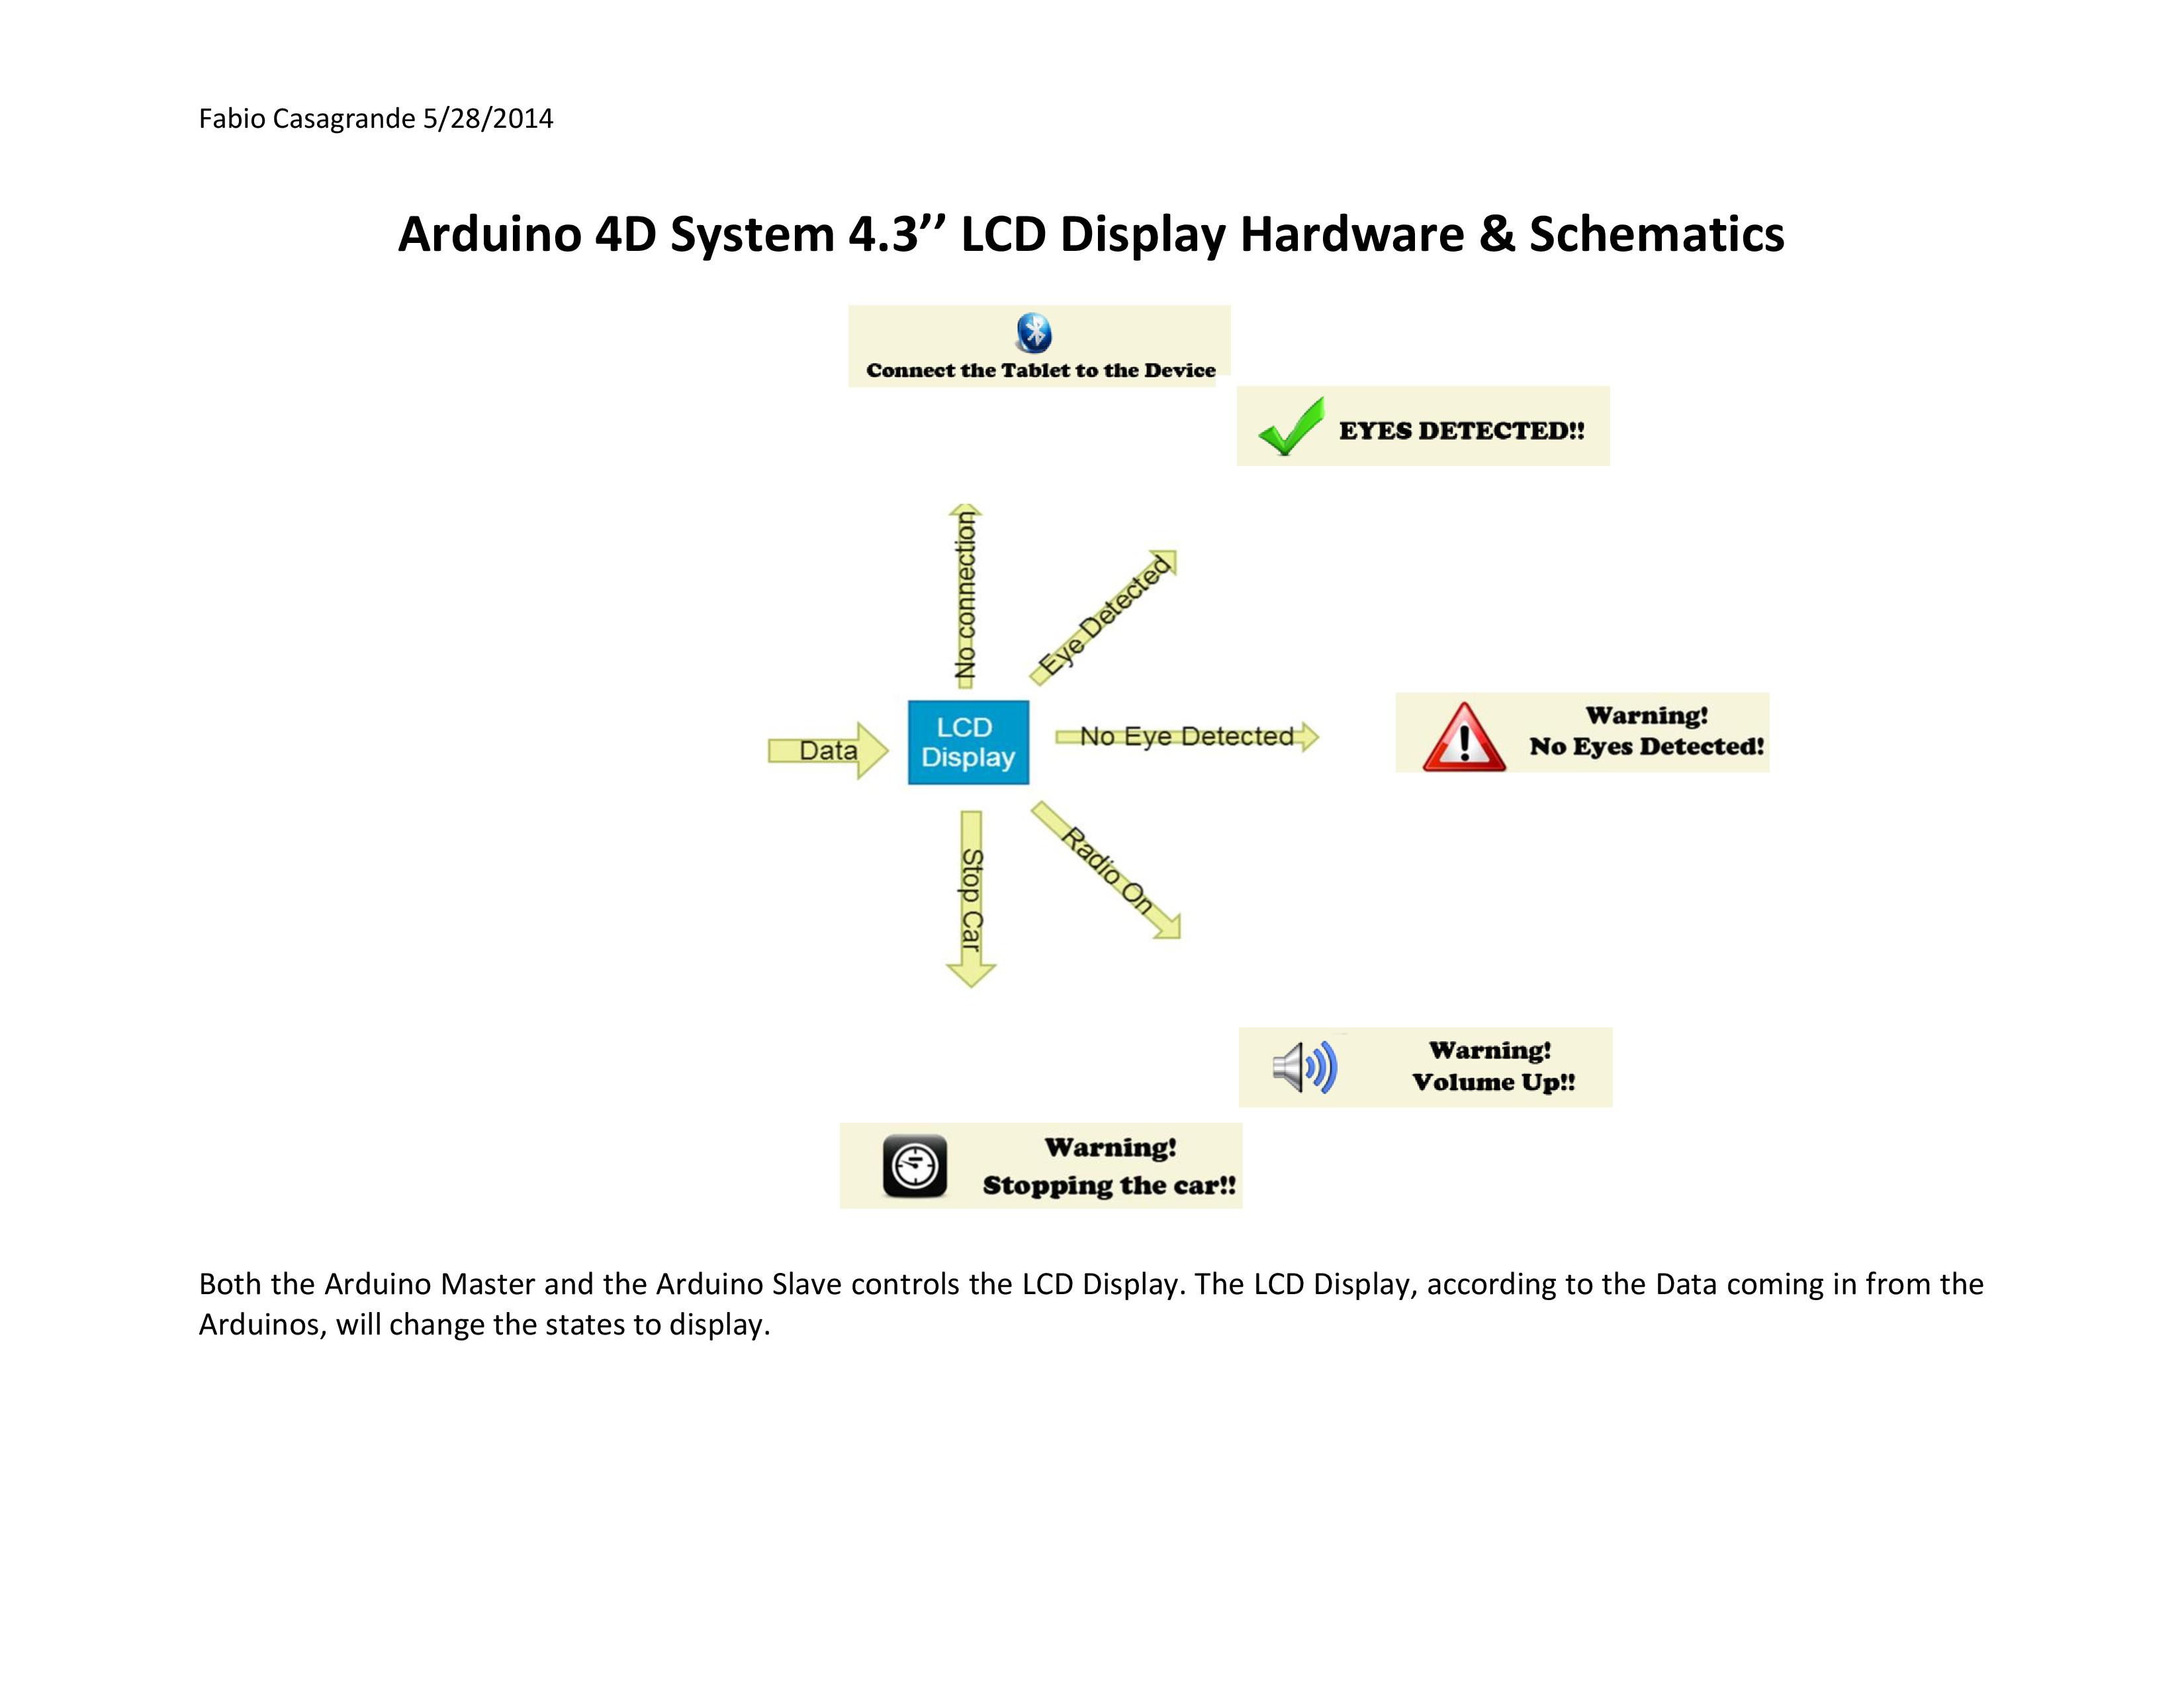 Fabio Casagrande 5/28/2014
Arduino 4D System 4.3’’ LCD Display Hardware & Schematics
Connect the Tablet to the Device
EYES DETECTED!!
No connection
Eye Detected
Data
LCD
Display
No Eye Detected
Warning!
No Eyes Detected!
Stop Car
Radio On
Warning!
Volume Up!!
Warning!
Stopping the car!!
Both the Arduino Master and the Arduino Slave controls the LCD Display. The LCD Display, according to the Data coming in from the
Arduinos, will change the states to display.